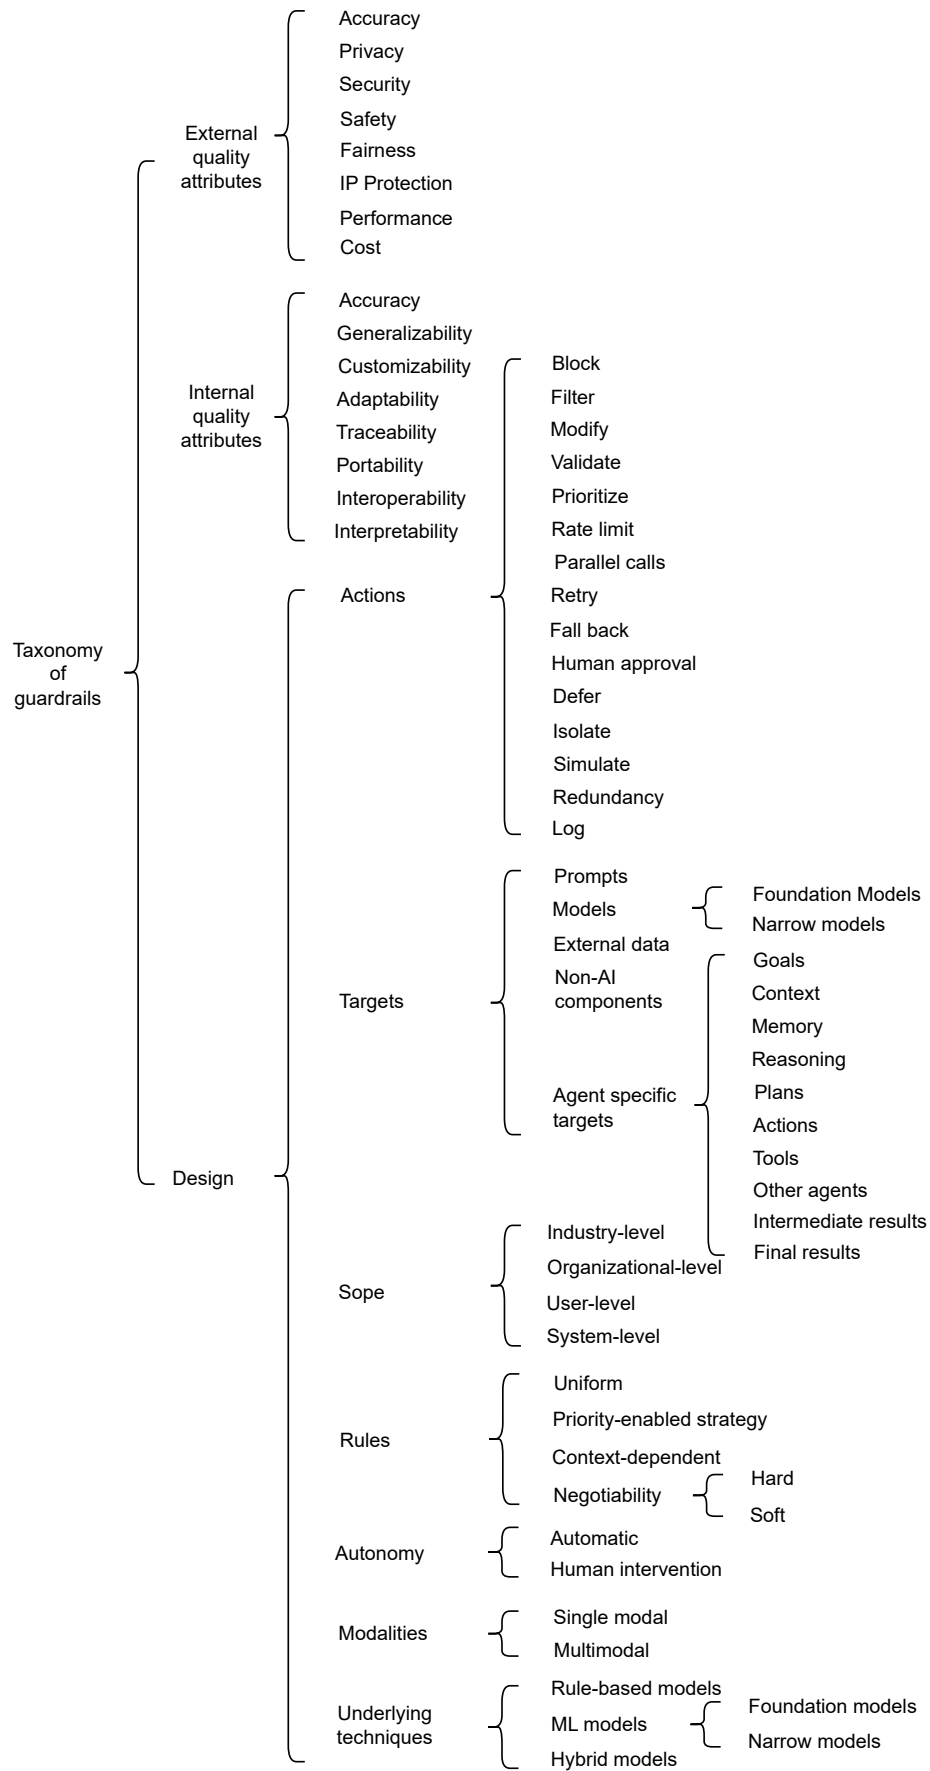 Taxonomy
of
guardrails
External
quality
attributes
Accuracy
Privacy
Security
Safety
Fairness
IP Protection
Performance
Cost
Internal
quality
attributes
Accuracy
Generalizability
Customizability
Adaptability
Traceability
Portability
Interoperability
Interpretability
Design
Actions
Block
Filter
Modify
Validate
Prioritize
Rate limit
Parallel calls
Retry
Fall back
Human approval
Defer
Isolate
Simulate
Redundancy
Log
Targets
Prompts
Models
Foundation Models
Narrow models
External data
Non-AI
components
Agent specific
targets
Goals
Context
Memory
Reasoning
Plans
Actions
Tools
Other agents
Intermediate results
Final results
Sope
Industry-level
Organizational-level
User-level
System-level
Rules
Uniform
Priority-enabled strategy
Context-dependent
Negotiability
Hard
Soft
Autonomy
Automatic
Human intervention
Modalities
Single modal
Multimodal
Underlying
techniques
Rule-based models
ML models
Foundation models
Narrow models
Hybrid models